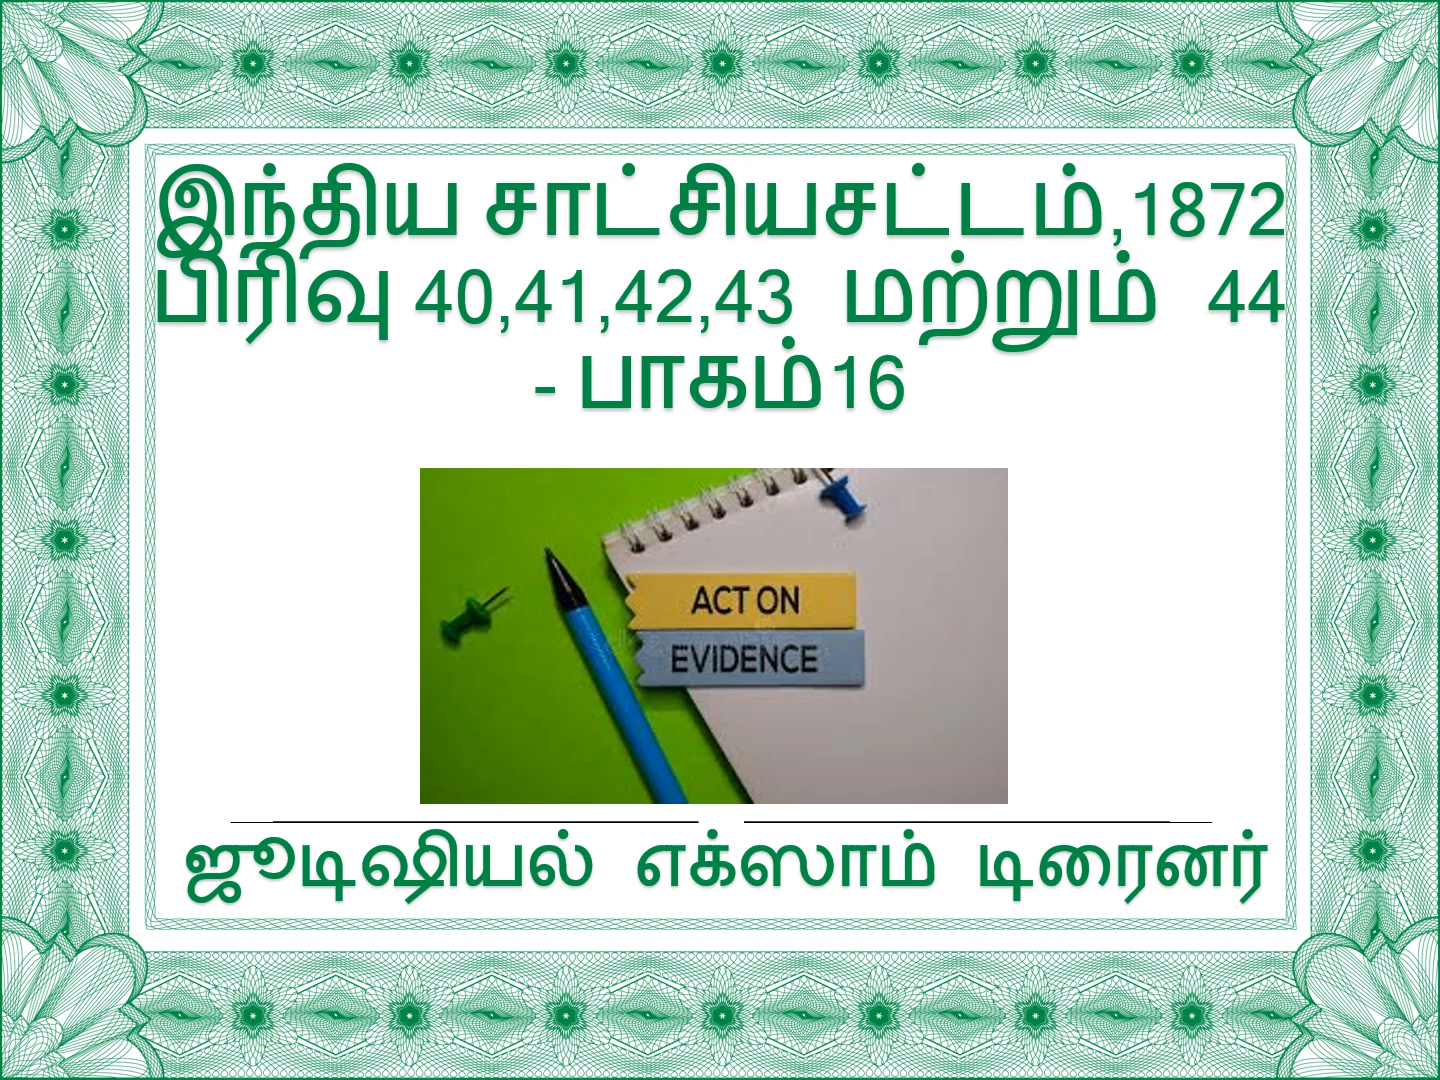 இந்திய சாட்சியசட்டம்,1872
பிரிவு 40,41,42,43 மற்றும் 44
- பாகம்16
ACT ON
EVIDENCE
ஜூடிஷியல் எக்ஸாம் டிரைனர்